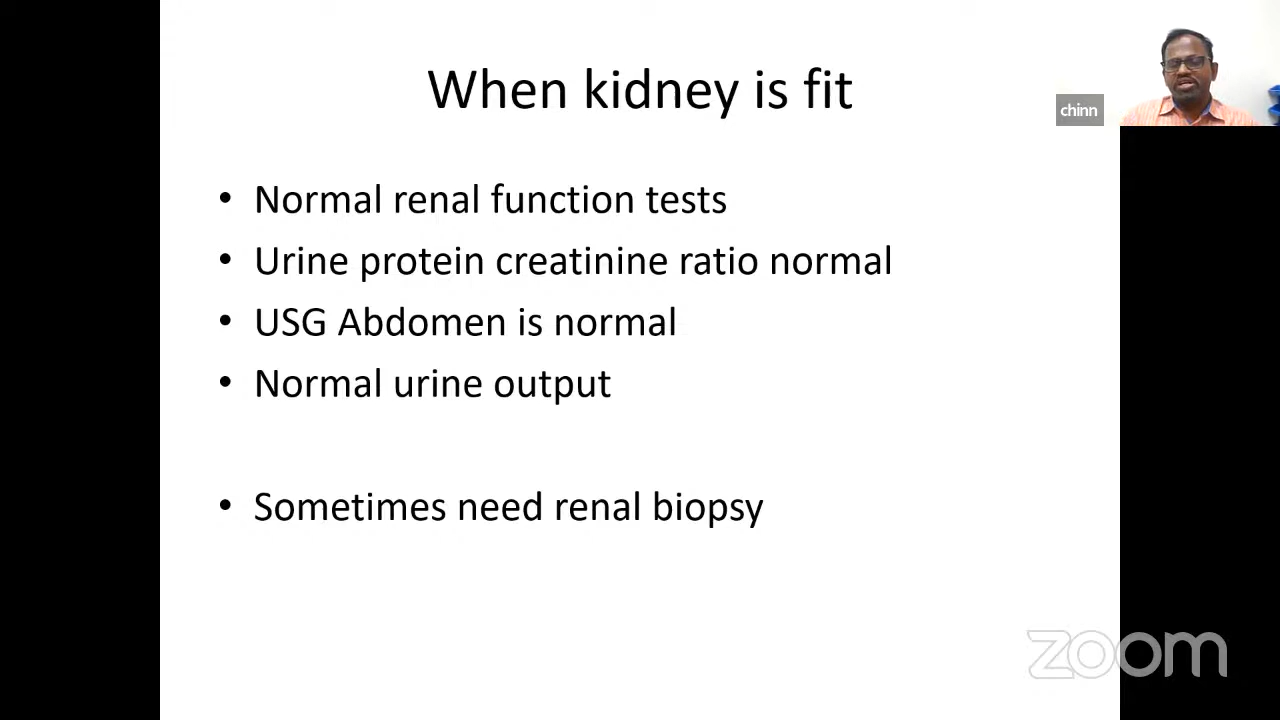 When kidney is fit
chinn
• Normal renal function tests
• Urine protein creatinine ratio normal
• USG Abdomen is normal
• Normal urine output
• Sometimes need renal biopsy
zoom